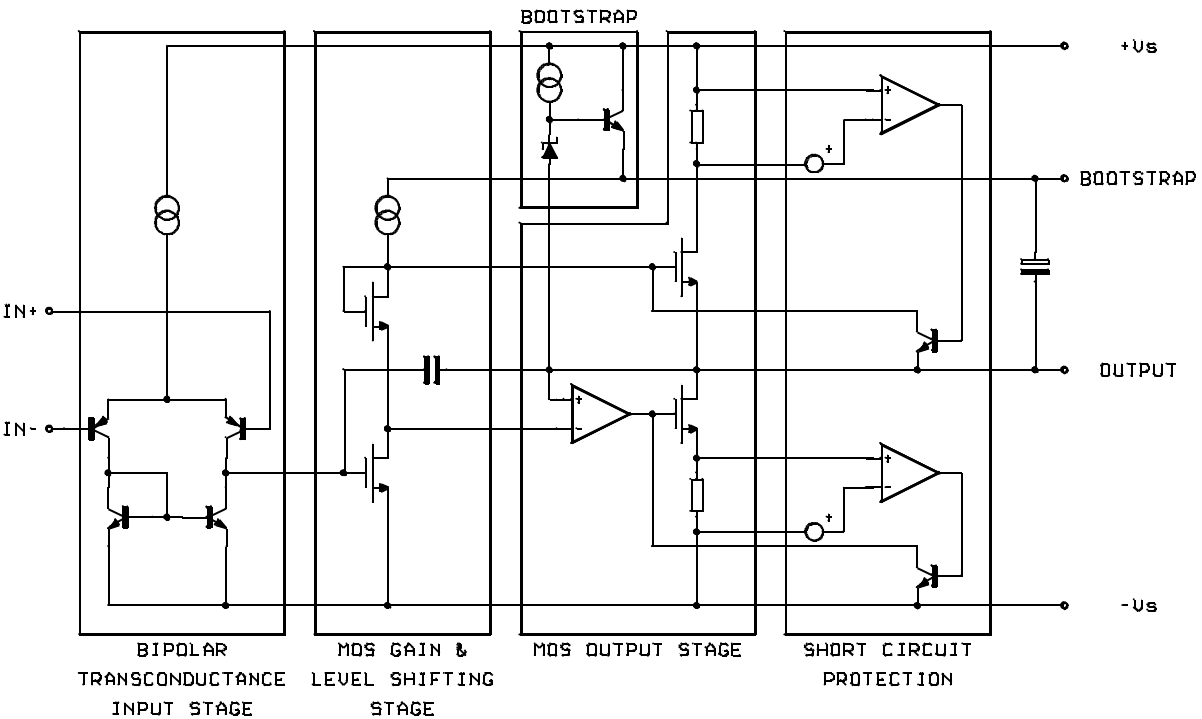 BOOTSTRAP
+Vs
+
-
+
BOOTSTRAP
IN+
OUTPUT
+
-
IN-
+
-
+
-Vs
BIPOLAR
TRANSCONDUCTANCE
INPUT STAGE
MOS GAIN &
LEVEL SHIFTING
STAGE
MOS OUTPUT STAGE
SHORT CIRCUIT
PROTECTION